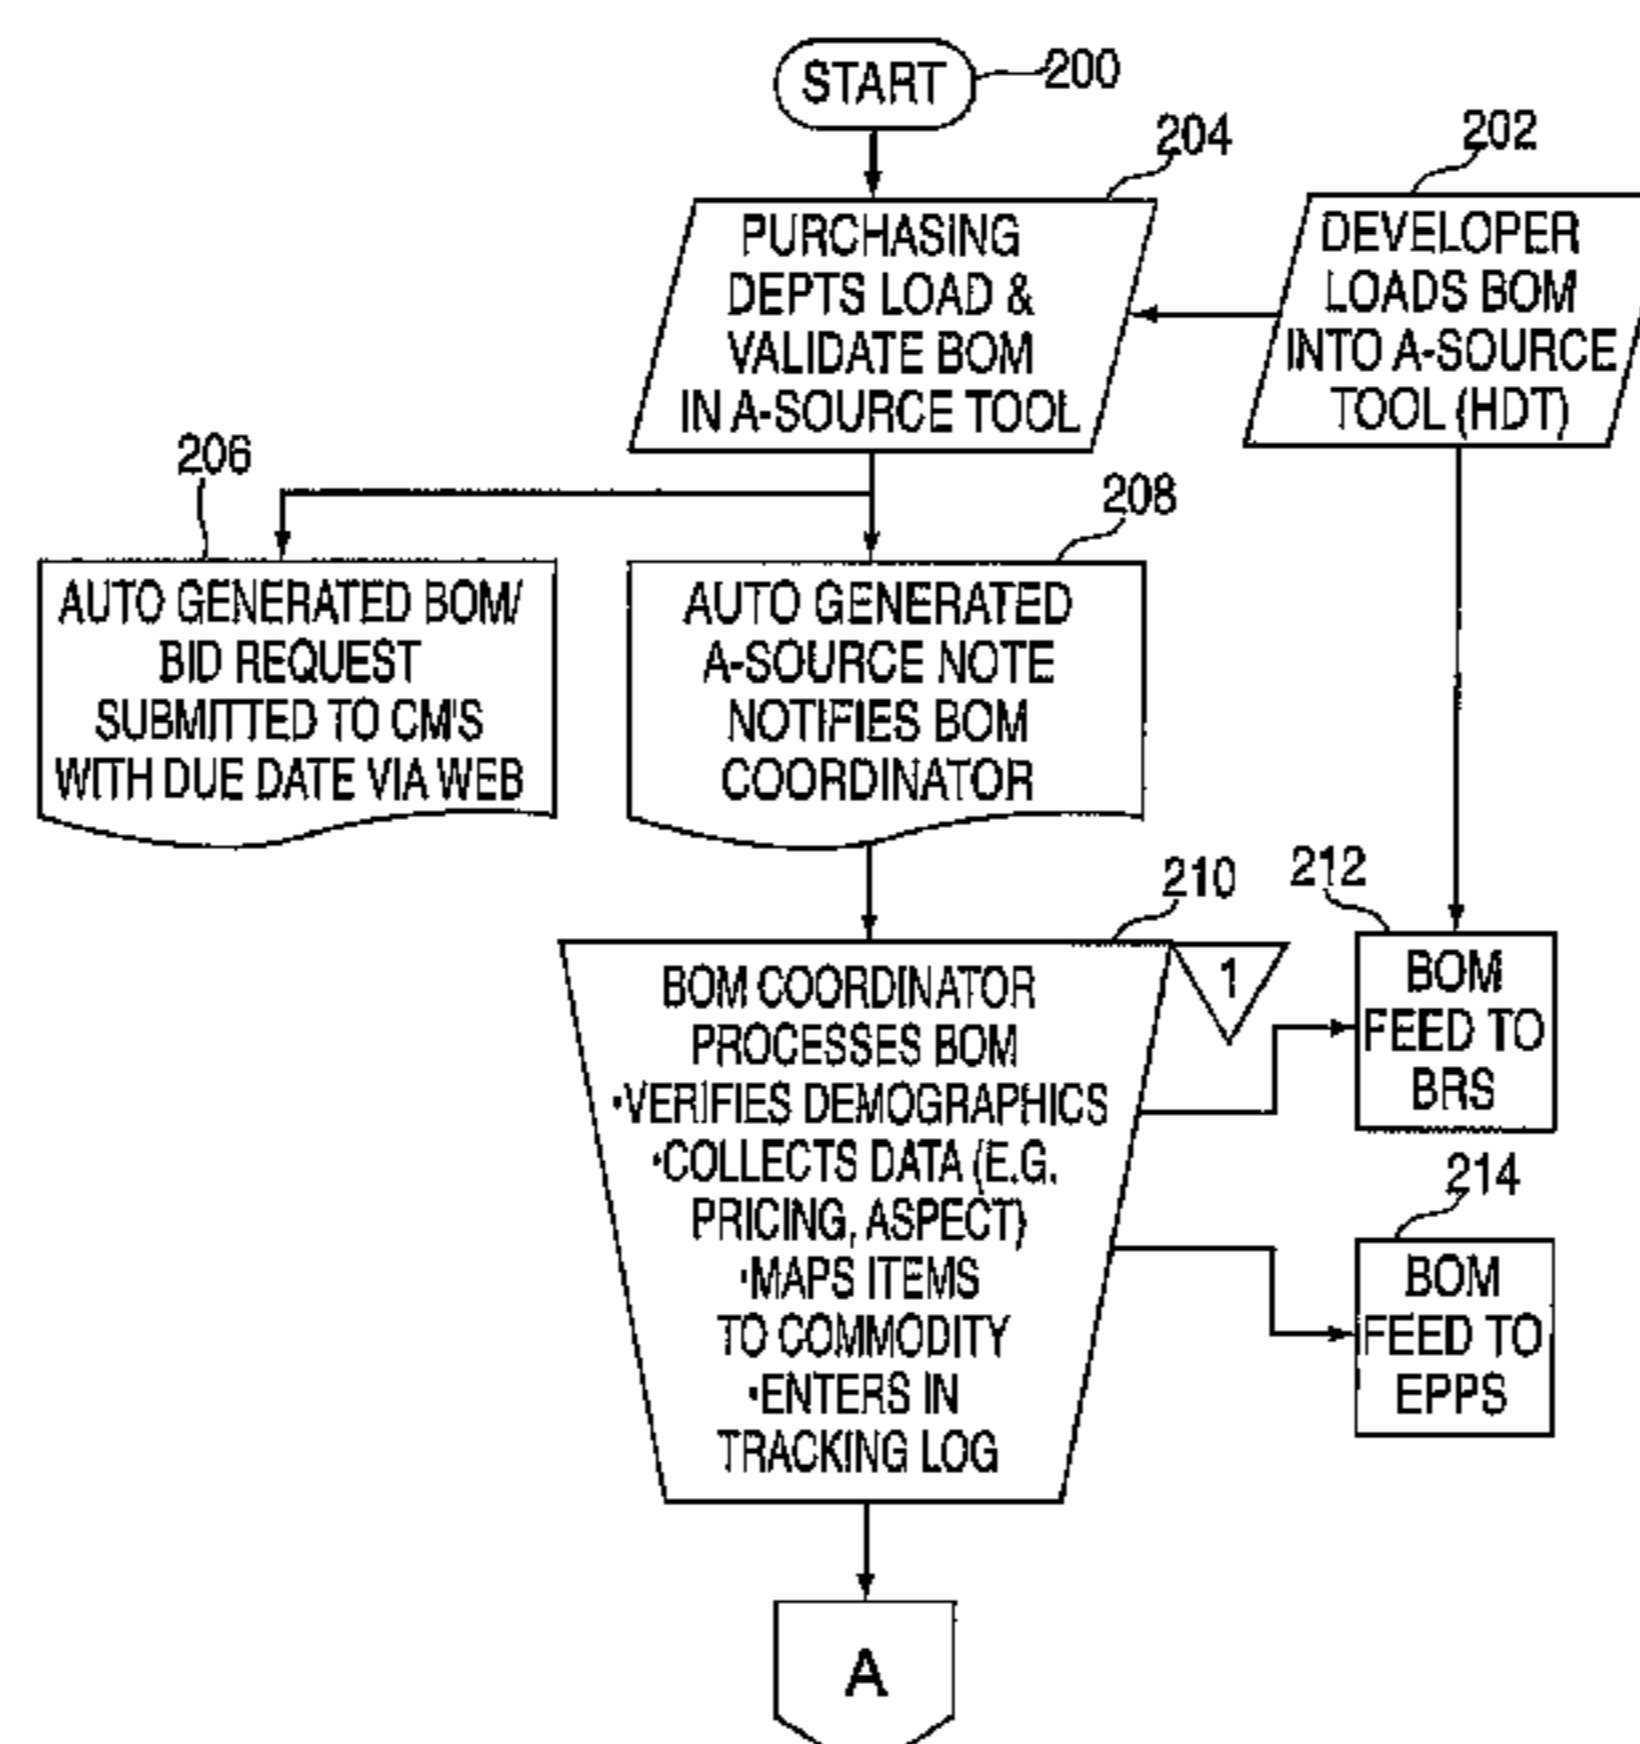 START
200
204
PURCHASING
DEPTS LOAD &
VALIDATE BOM
IN A-SOURCE TOOL
202
DEVELOPER
LOADS BOM
INTO A-SOURCE
TOOL (HDT)
206
AUTO GENERATED BOM/
BID REQUEST
SUBMITTED TO CM'S
WITH DUE DATE VIA WEB
208
AUTO GENERATED
A-SOURCE NOTE
NOTIFIES BOM
COORDINATOR
210
BOM COORDINATOR
PROCESSES BOM
•VERIFIES DEMOGRAPHICS
•COLLECTS DATA (E.G.
PRICING, ASPECT)
•MAPS ITEMS
TO COMMODITY
•ENTERS IN
TRACKING LOG
1
212
BOM
FEED TO
BRS
214
BOM
FEED TO
EPPS
A